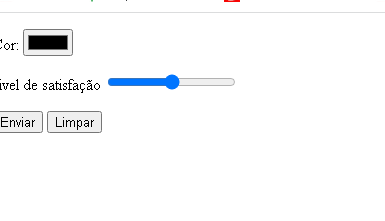 Cor:
ível de satisfação
Enviar Limpar